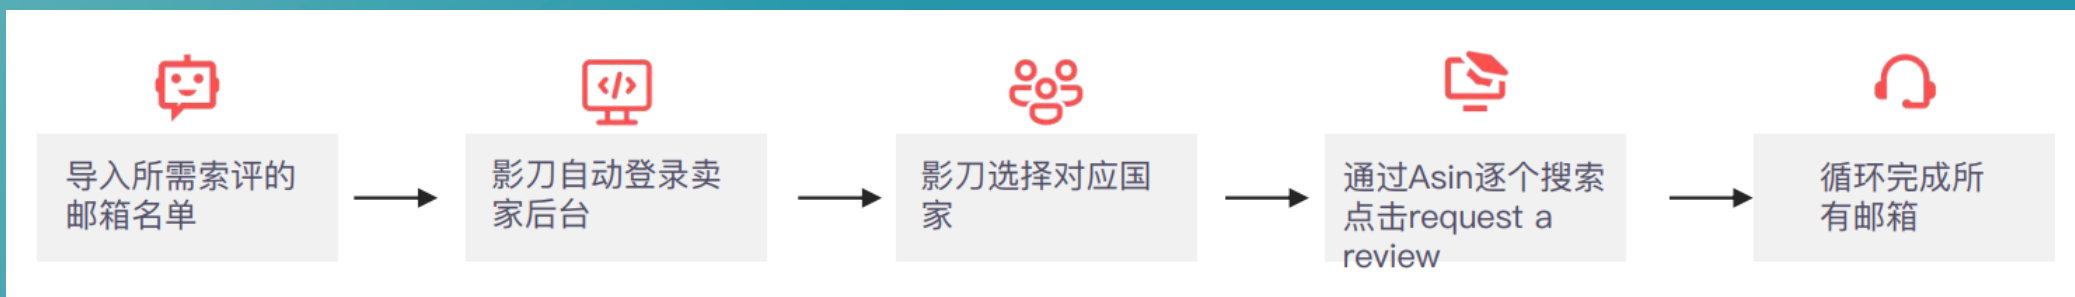 导入所需索评的
邮箱名单
影刀自动登录卖
家后台
影刀选择对应国
家
通过Asin逐个搜索
点击request a
review
循环完成所
有邮箱